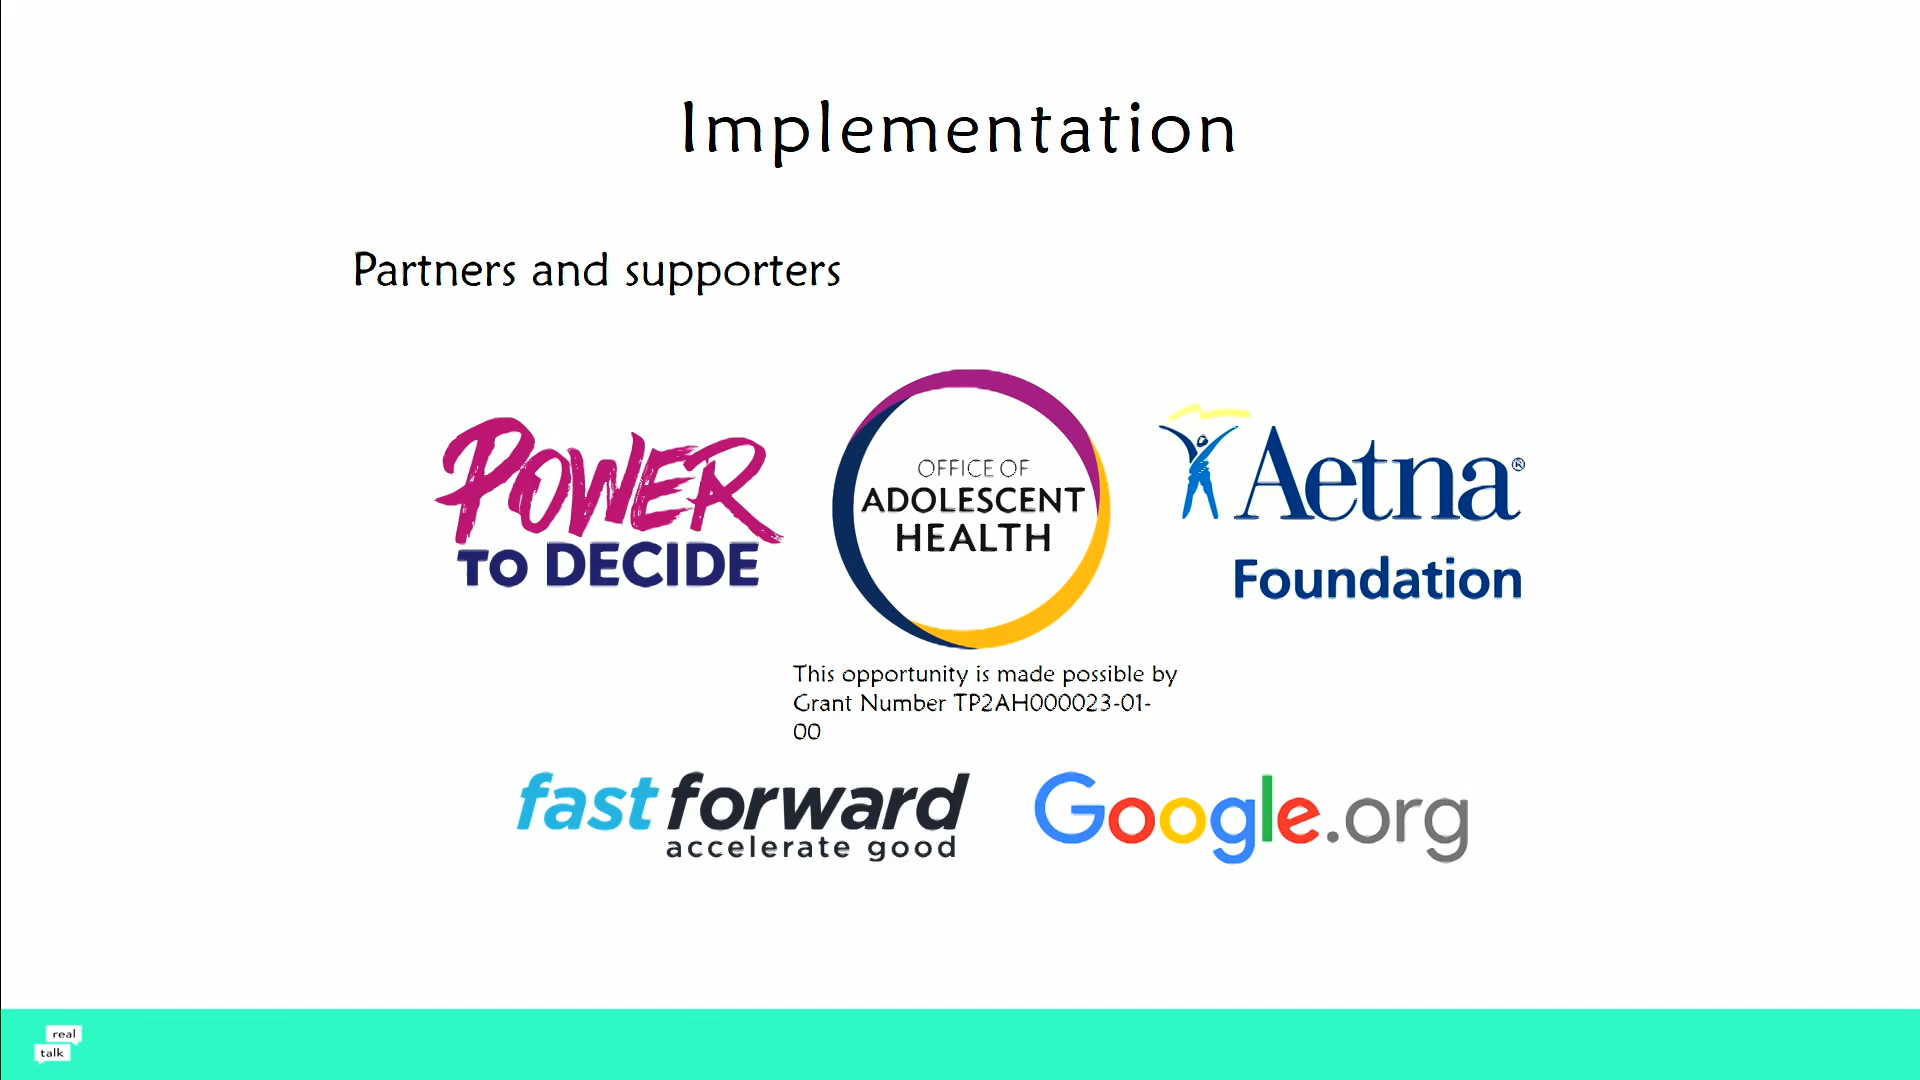 Implementation
Partners and supporters
POWER
TO DECIDE
OFFICE OF
ADOLESCENT
HEALTH
Aetna®
Foundation
This opportunity is made possible by
Grant Number TP2AH000023-01-
00
fast forward
accelerate good
Google.org
real
talk